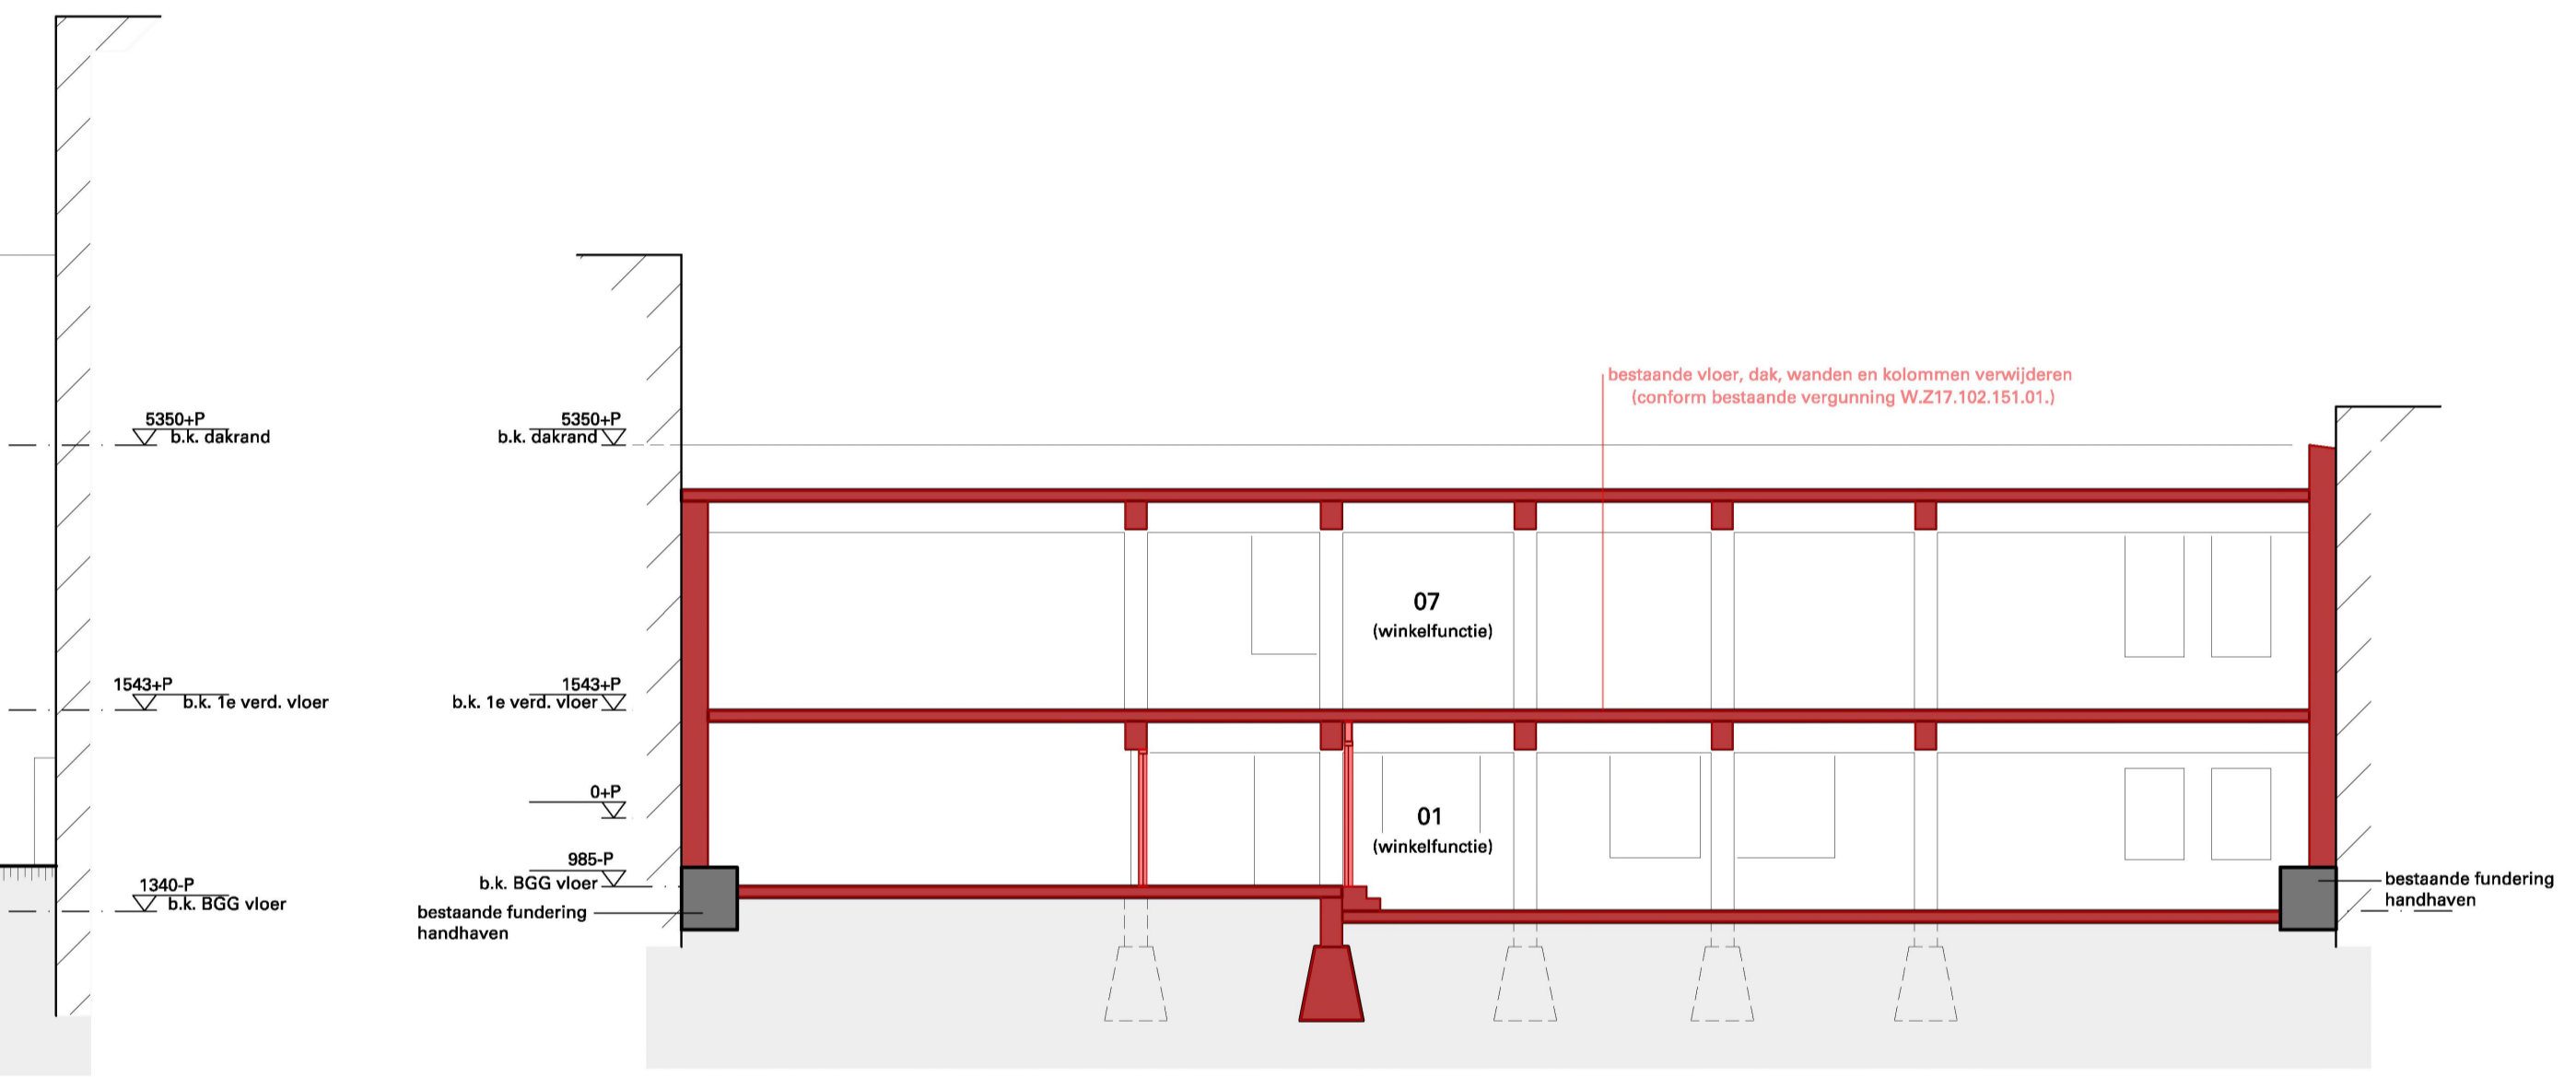 5350+P
b.k. dakrand
1543+P
b.k. 1e verd. vloer
1340-P
b.k. BGG vloer
5350+P
b.k. dakrand
1543+P
b.k. 1e verd. vloer
0+P
985-P
b.k. BGG vloer
bestaande fundering
handhaven
bestaande vloer, dak, wanden en kolommen verwijderen
(conform bestaande vergunning W.Z17.102.151.01.)
07
(winkelfunctie)
01
(winkelfunctie)
bestaande fundering
handhaven